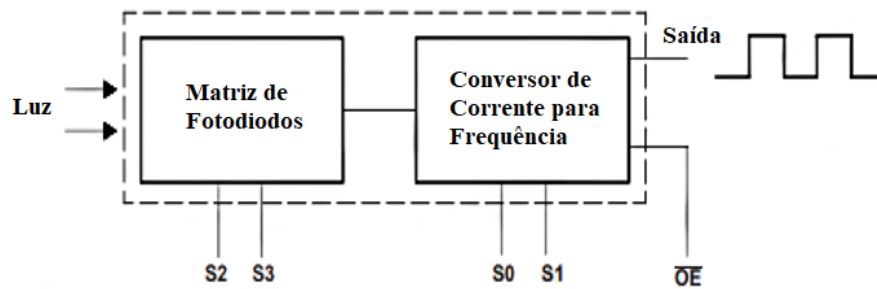 Luz
Matriz de
Fotodiodos
Conversor de
Corrente para
Frequência
Saída
S2 S3 S0 S1 OE